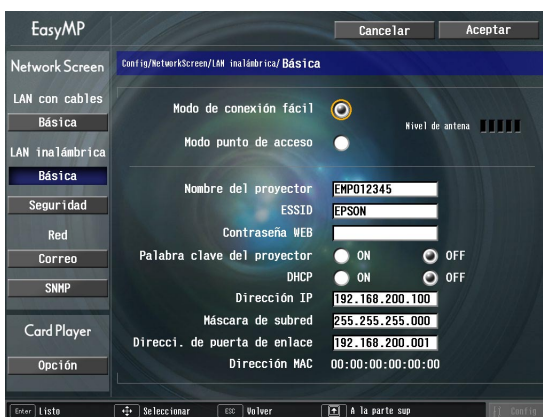 EasyMP
Cancelar
Aceptar
Network Screen
Config/NetworkScreen/LAN inalámbrica/Básica
LAN con cables
Básica
LAN inalámbrica
Básica
Seguridad
Red
Correo
SNMP
Card Player
Opción
Modo de conexión fácil
Nivel de antena
Modo punto de acceso
Nombre del proyector EMP012345
ESSID EPSON
Contraseña WEB
Palabra clave del proyector ON OFF
DHCP ON OFF
Dirección IP 192.168.200.100
Máscara de subred 255.255.255.000
Direcci. de puerta de enlace 192.168.200.001
Dirección MAC 00:00:00:00:00:00
Enter Listo Seleccionar ESC Volver A la parte sup Config